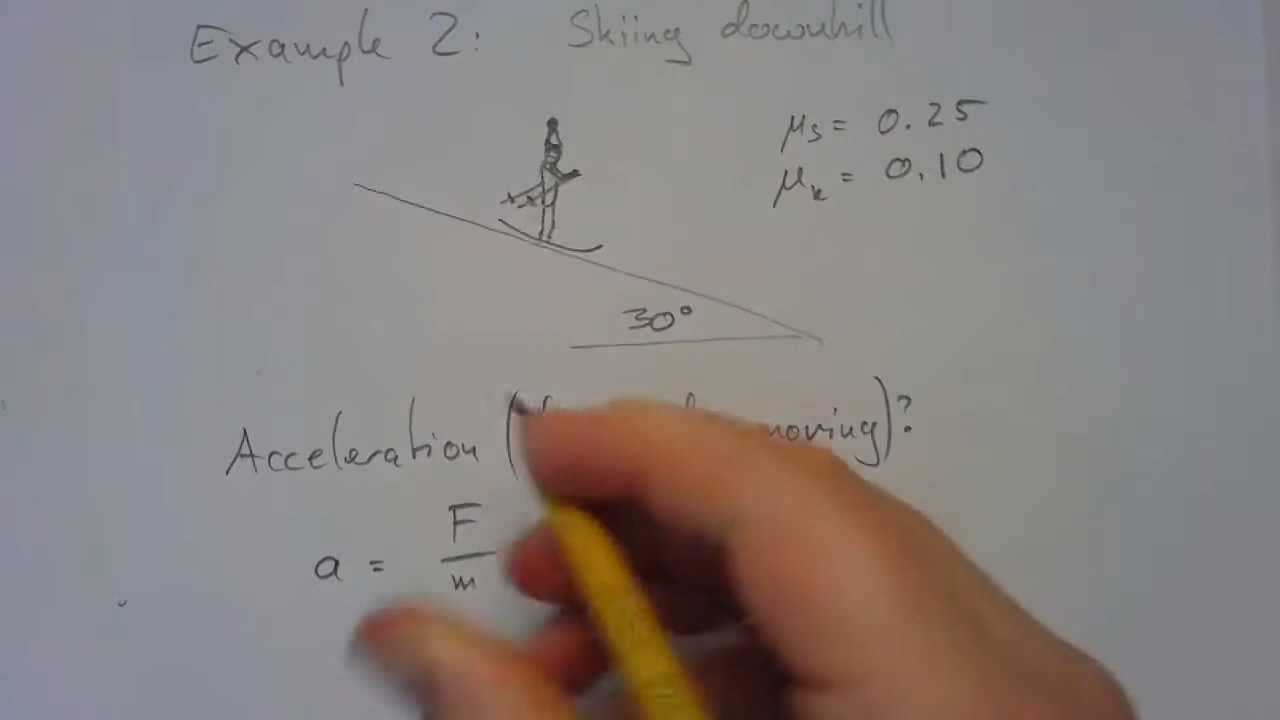 Example 2: Skiing downhill
μs = 0.25
μk = 0.10
30°
Acceleration ( moving)?
a = F/m